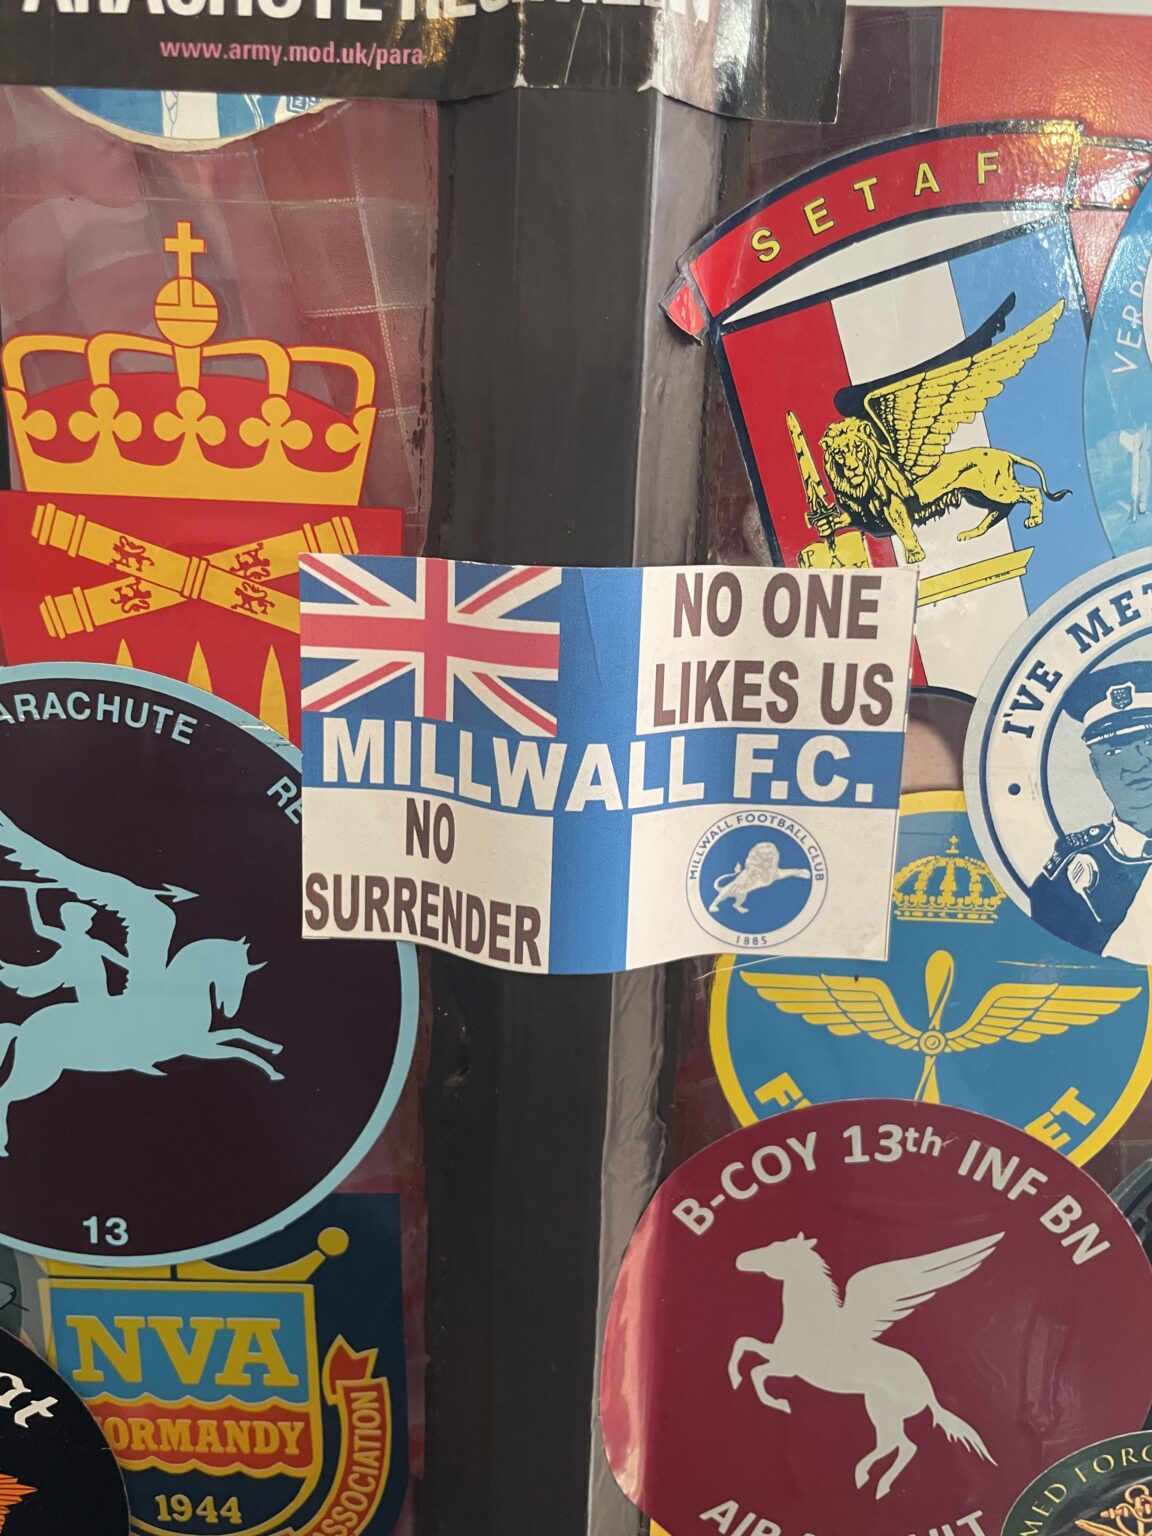 www.army.mod.uk/para
SETAF
NO ONE
LIKES US
MILLWALL F.C.
NO
SURRENDER
MILLWALL FOOTBALL CLUB
1885
I'VE MET
13
B-COY 13th INF BN
NVA
NORMANDY
1944
ASSOCIATION